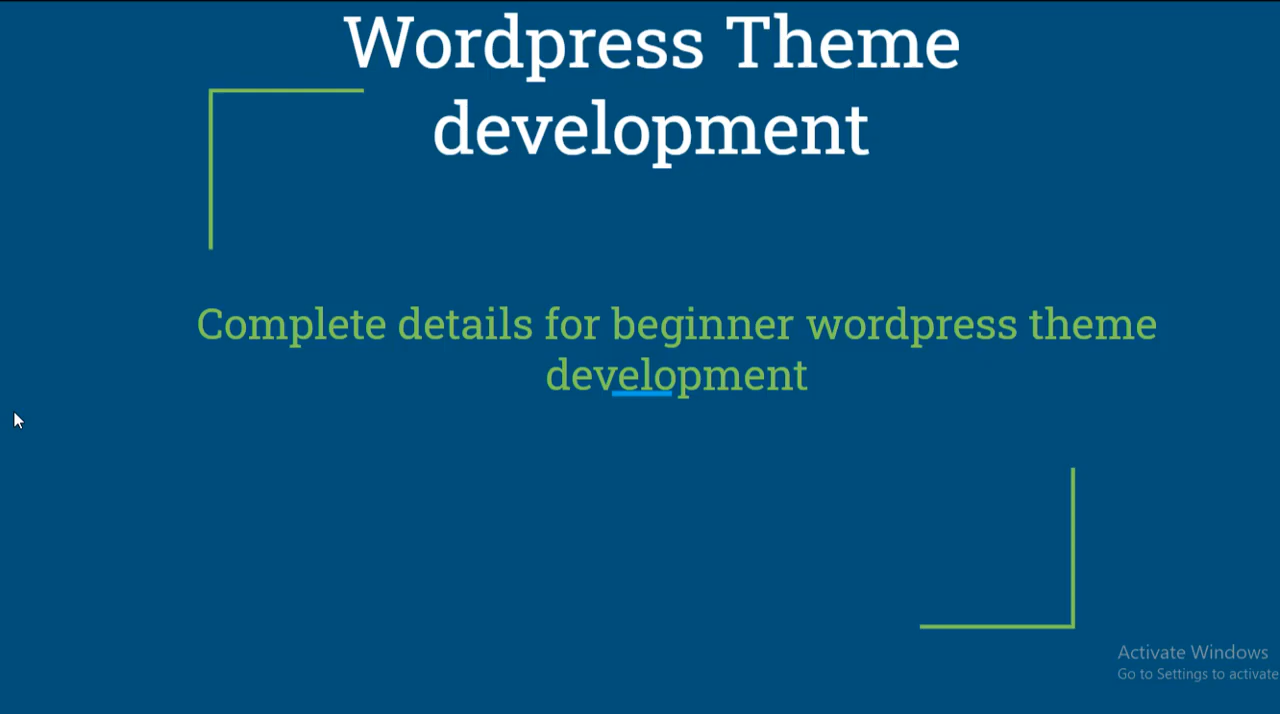 Wordpress Theme
development
Complete details for beginner wordpress theme
development
Activate Windows
Go to Settings to activate